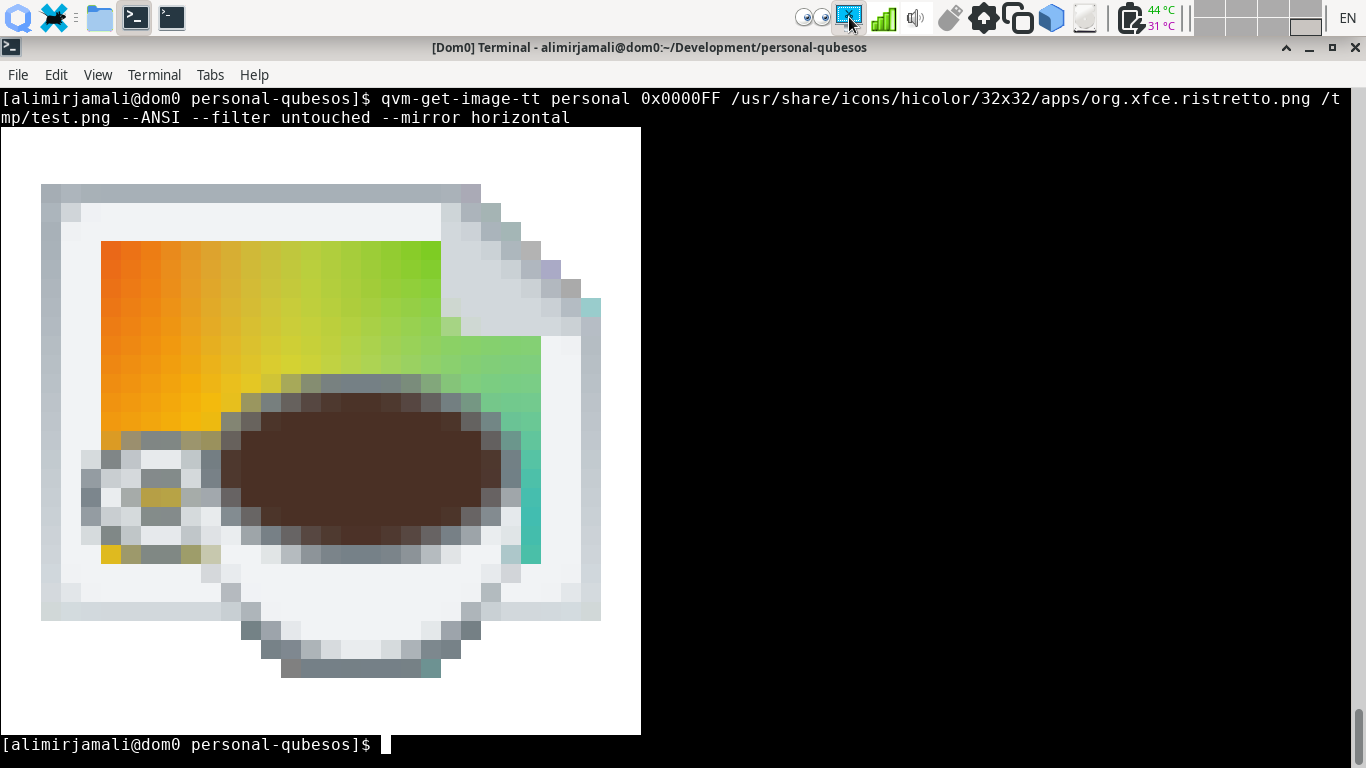 44 °C
31 °C
EN
[Dom0] Terminal - alimirjamali@dom0:~/Development/personal-qubesos
File Edit View Terminal Tabs Help
[alimirjamali@dom0 personal-qubesos]$ qvm-get-image-tt personal 0x0000FF /usr/share/icons/hicolor/32x32/apps/org.xfce.ristretto.png /t
mp/test.png --ANSI --filter untouched --mirror horizontal
[alimirjamali@dom0 personal-qubesos]$